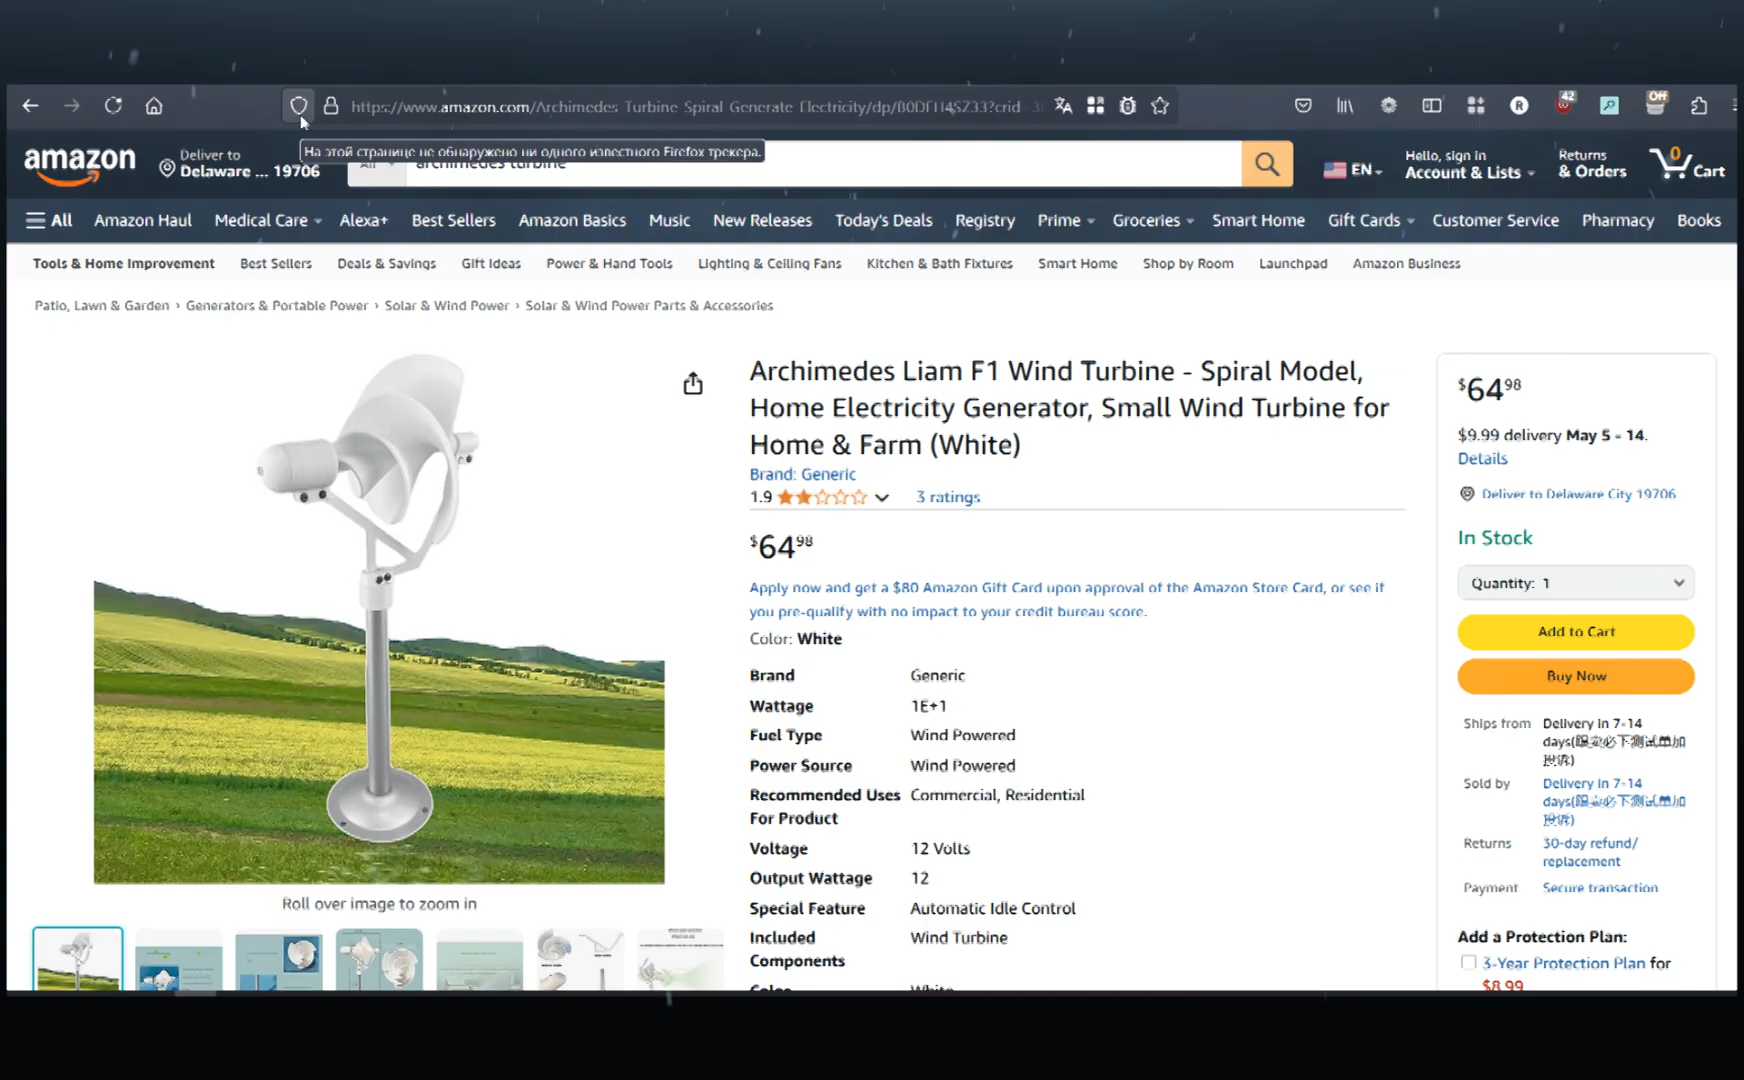 https://www.amazon.com/Archimedes-Turbine-Spiral-Generate-Electricity/dp/
42
Off
R
На этой странице не обнаружено ни одного известного Firefox трекера.
amazon
Deliver to
Delaware ... 19706
All
archimedes turbine
EN
Hello, sign in
Account & Lists
Returns
& Orders
0
Cart
All
Amazon Haul
Medical Care
Alexa+
Best Sellers
Amazon Basics
Music
New Releases
Today's Deals
Registry
Prime
Groceries
Smart Home
Gift Cards
Customer Service
Pharmacy
Books
Tools & Home Improvement
Best Sellers
Deals & Savings
Gift Ideas
Power & Hand Tools
Lighting & Ceiling Fans
Kitchen & Bath Fixtures
Smart Home
Shop by Room
Launchpad
Amazon Business
Patio, Lawn & Garden › Generators & Portable Power › Solar & Wind Power › Solar & Wind Power Parts & Accessories
Roll over image to zoom in
Archimedes Liam F1 Wind Turbine - Spiral Model,
Home Electricity Generator, Small Wind Turbine for
Home & Farm (White)
Brand: Generic
1.9
3 ratings
$64⁹⁸
Apply now and get a $80 Amazon Gift Card upon approval of the Amazon Store Card, or see if
you pre-qualify with no impact to your credit bureau score.
Color: White
Brand Generic
Wattage 1E+1
Fuel Type Wind Powered
Power Source Wind Powered
Recommended Uses Commercial, Residential
For Product
Voltage 12 Volts
Output Wattage 12
Special Feature Automatic Idle Control
Included Wind Turbine
Components
Color White
$64⁹⁸
$9.99 delivery May 5 - 14.
Details
Deliver to Delaware City 19706
In Stock
Quantity: 1
Add to Cart
Buy Now
Ships from Delivery in 7-14
days(
Sold by Delivery in 7-14
days(
Returns 30-day refund/
replacement
Payment Secure transaction
Add a Protection Plan:
3-Year Protection Plan for
$8.99